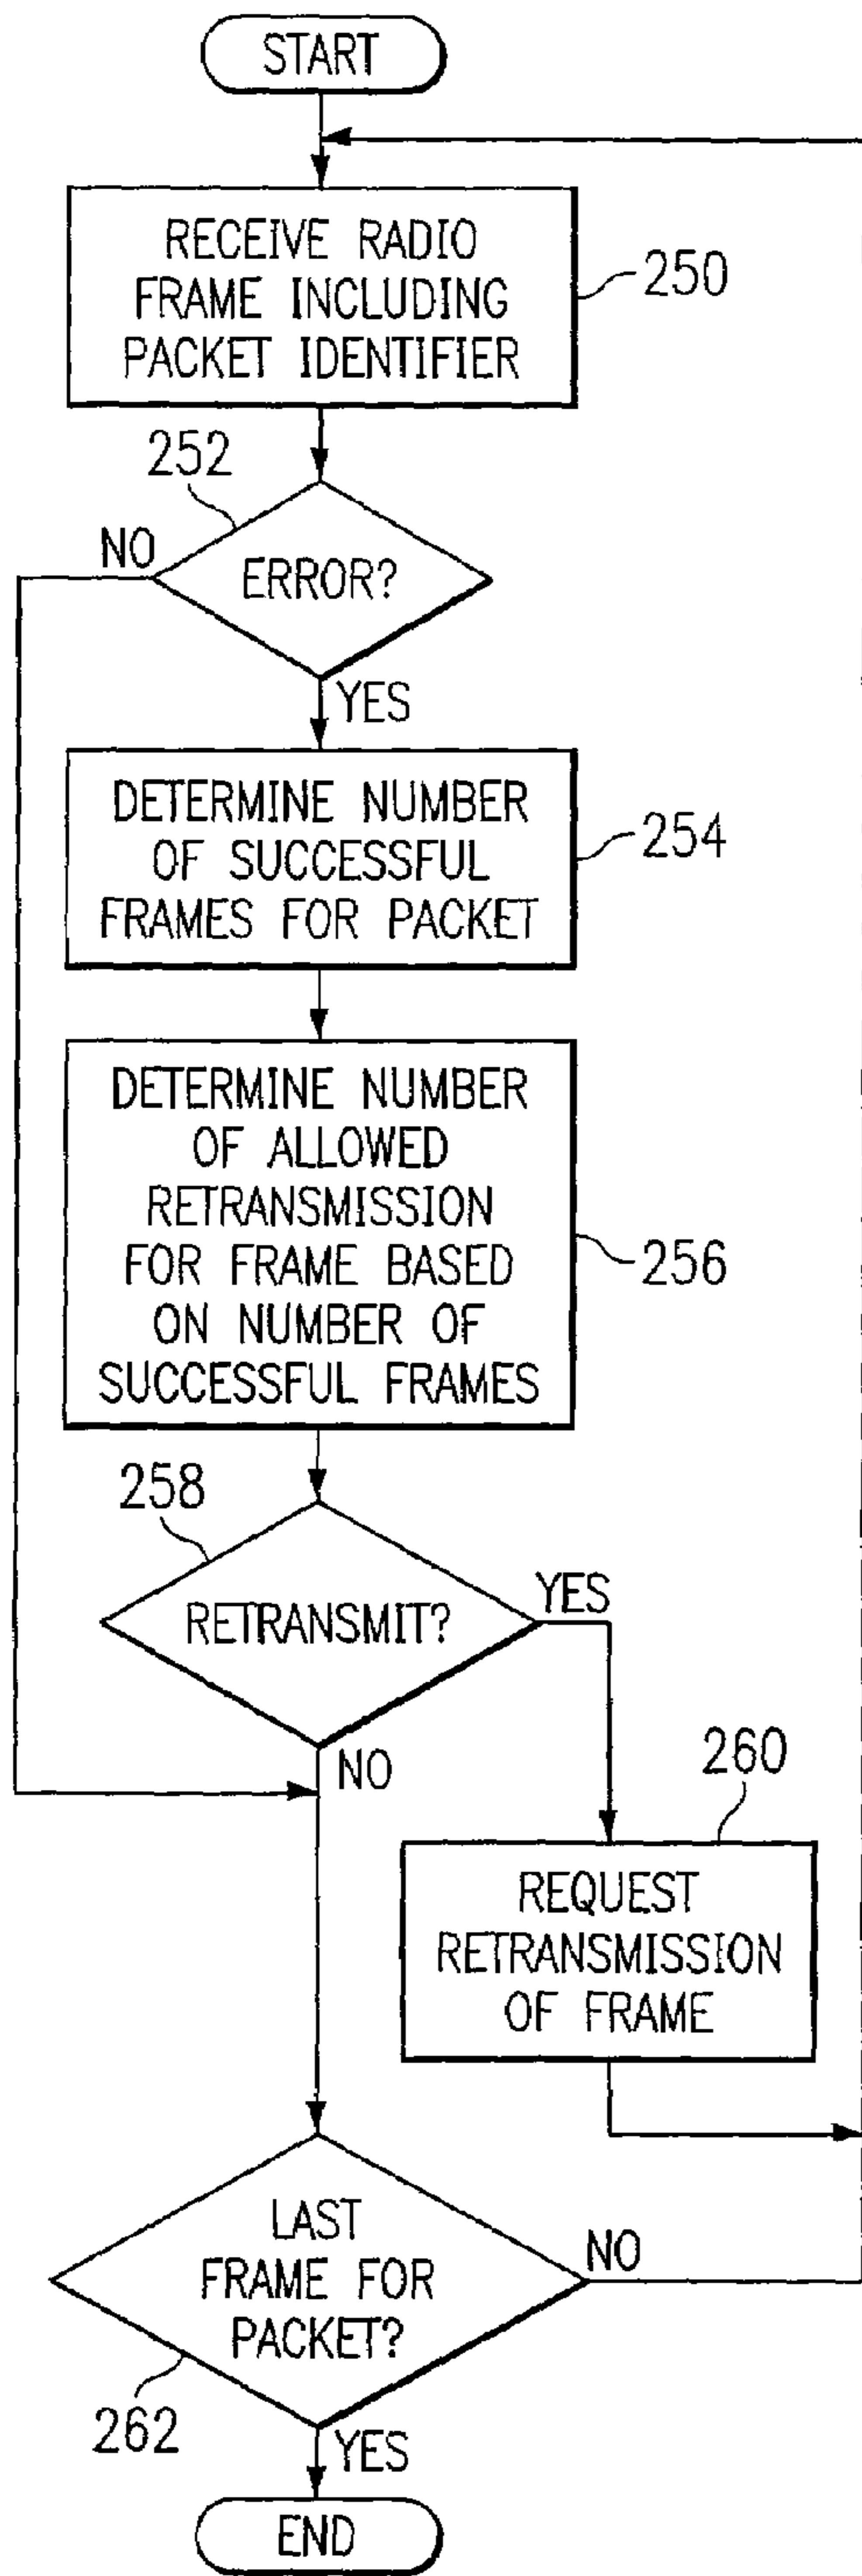 START
RECEIVE RADIO
FRAME INCLUDING
PACKET IDENTIFIER
250
252
NO
ERROR?
YES
DETERMINE NUMBER
OF SUCCESSFUL
FRAMES FOR PACKET
254
DETERMINE NUMBER
OF ALLOWED
RETRANSMISSION
FOR FRAME BASED
ON NUMBER OF
SUCCESSFUL FRAMES
256
258
RETRANSMIT?
YES
NO
260
REQUEST
RETRANSMISSION
OF FRAME
LAST
FRAME FOR
PACKET?
NO
262
YES
END